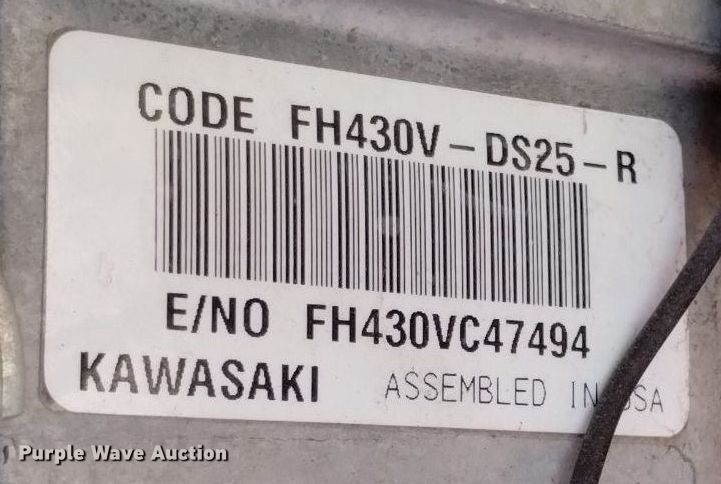 CODE FH430V-DS25-R
E/NO FH430VC47494
KAWASAKI ASSEMBLED IN USA
Purple Wave Auction